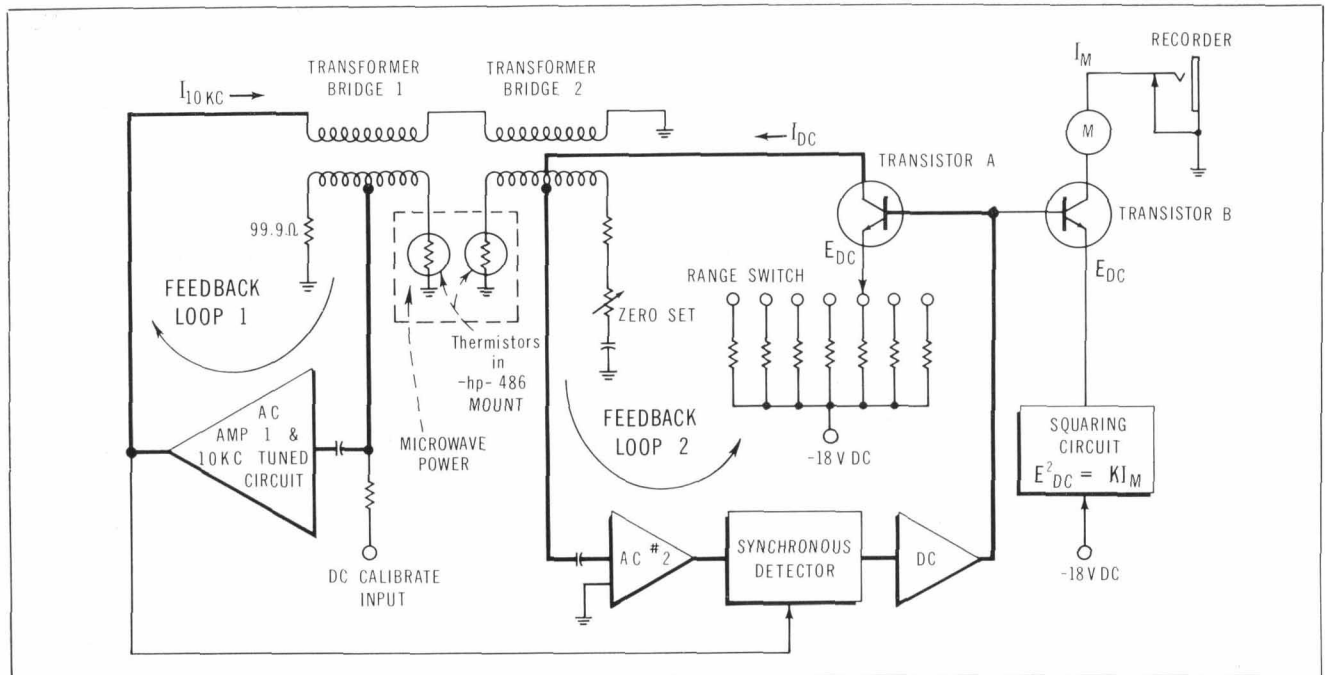 TRANSFORMER
BRIDGE 1
TRANSFORMER
BRIDGE 2
I10 KC
IDC
IM
RECORDER
M
TRANSISTOR A
TRANSISTOR B
99.9Ω
EDC
EDC
FEEDBACK
LOOP 1
RANGE SWITCH
ZERO SET
Thermistors
in
-hp- 486
MOUNT
MICROWAVE
POWER
FEEDBACK
LOOP 2
-18 V DC
AC
AMP 1 &
10KC TUNED
CIRCUIT
SQUARING
CIRCUIT
E²DC = KIM
DC CALIBRATE
INPUT
AC #2
SYNCHRONOUS
DETECTOR
DC
-18V DC